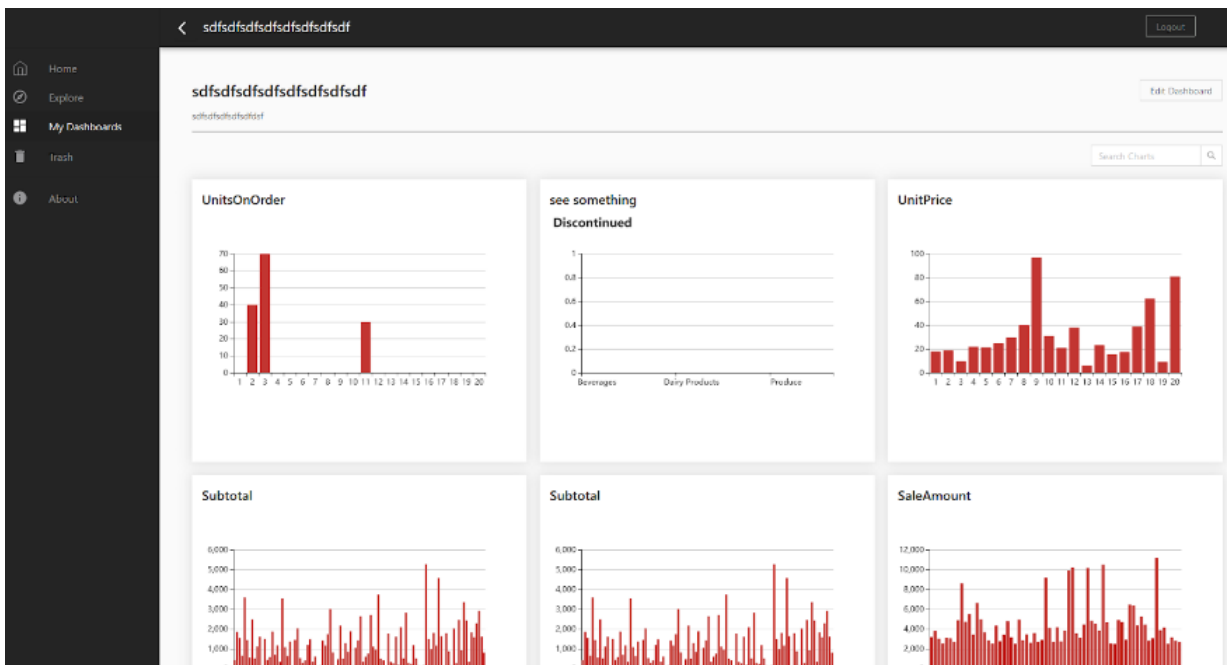 sdfsdfsdfsdfsdfsdfsdfsdf
Logout
Home
Explore
My Dashboards
Trash
About
sdfsdfsdfsdfsdfsdfsdfsdf
Edit Dashboard
Search Charts
UnitsOnOrder
70
60
50
40
30
20
10
0
1 2 3 4 5 6 7 8 9 10 11 12 13 14 15 16 17 18 19 20
see something
Discontinued
1
0.8
0.6
0.4
0.2
0
Beverages Dairy Products Produce
UnitPrice
100
80
60
40
20
0
1 2 3 4 5 6 7 8 9 10 11 12 13 14 15 16 17 18 19 20
Subtotal
6,000
5,000
4,000
3,000
2,000
1,000
Subtotal
6,000
5,000
4,000
3,000
2,000
1,000
SaleAmount
12,000
10,000
8,000
6,000
4,000
2,000